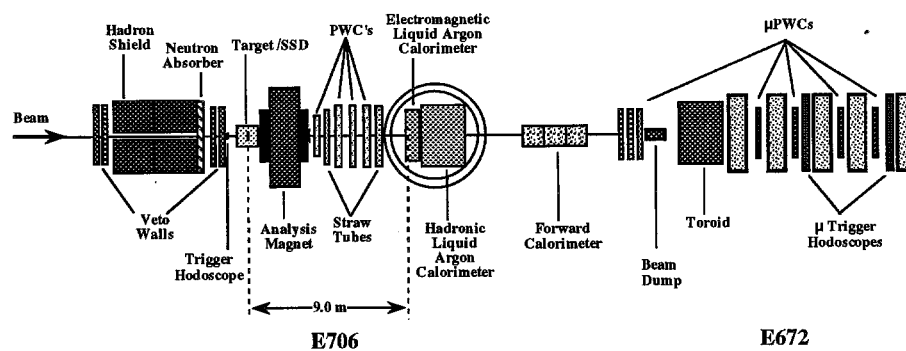 Hadron
Shield
Neutron
Absorber
Target /SSD
PWC's
Electromagnetic
Liquid Argon
Calorimeter
μPWCs
Beam
Veto
Walls
Trigger
Hodoscope
Analysis
Magnet
Straw
Tubes
Hadronic
Liquid
Argon
Calorimeter
Forward
Calorimeter
Beam
Dump
Toroid
μ Trigger
Hodoscopes
9.0 m
E706
E672